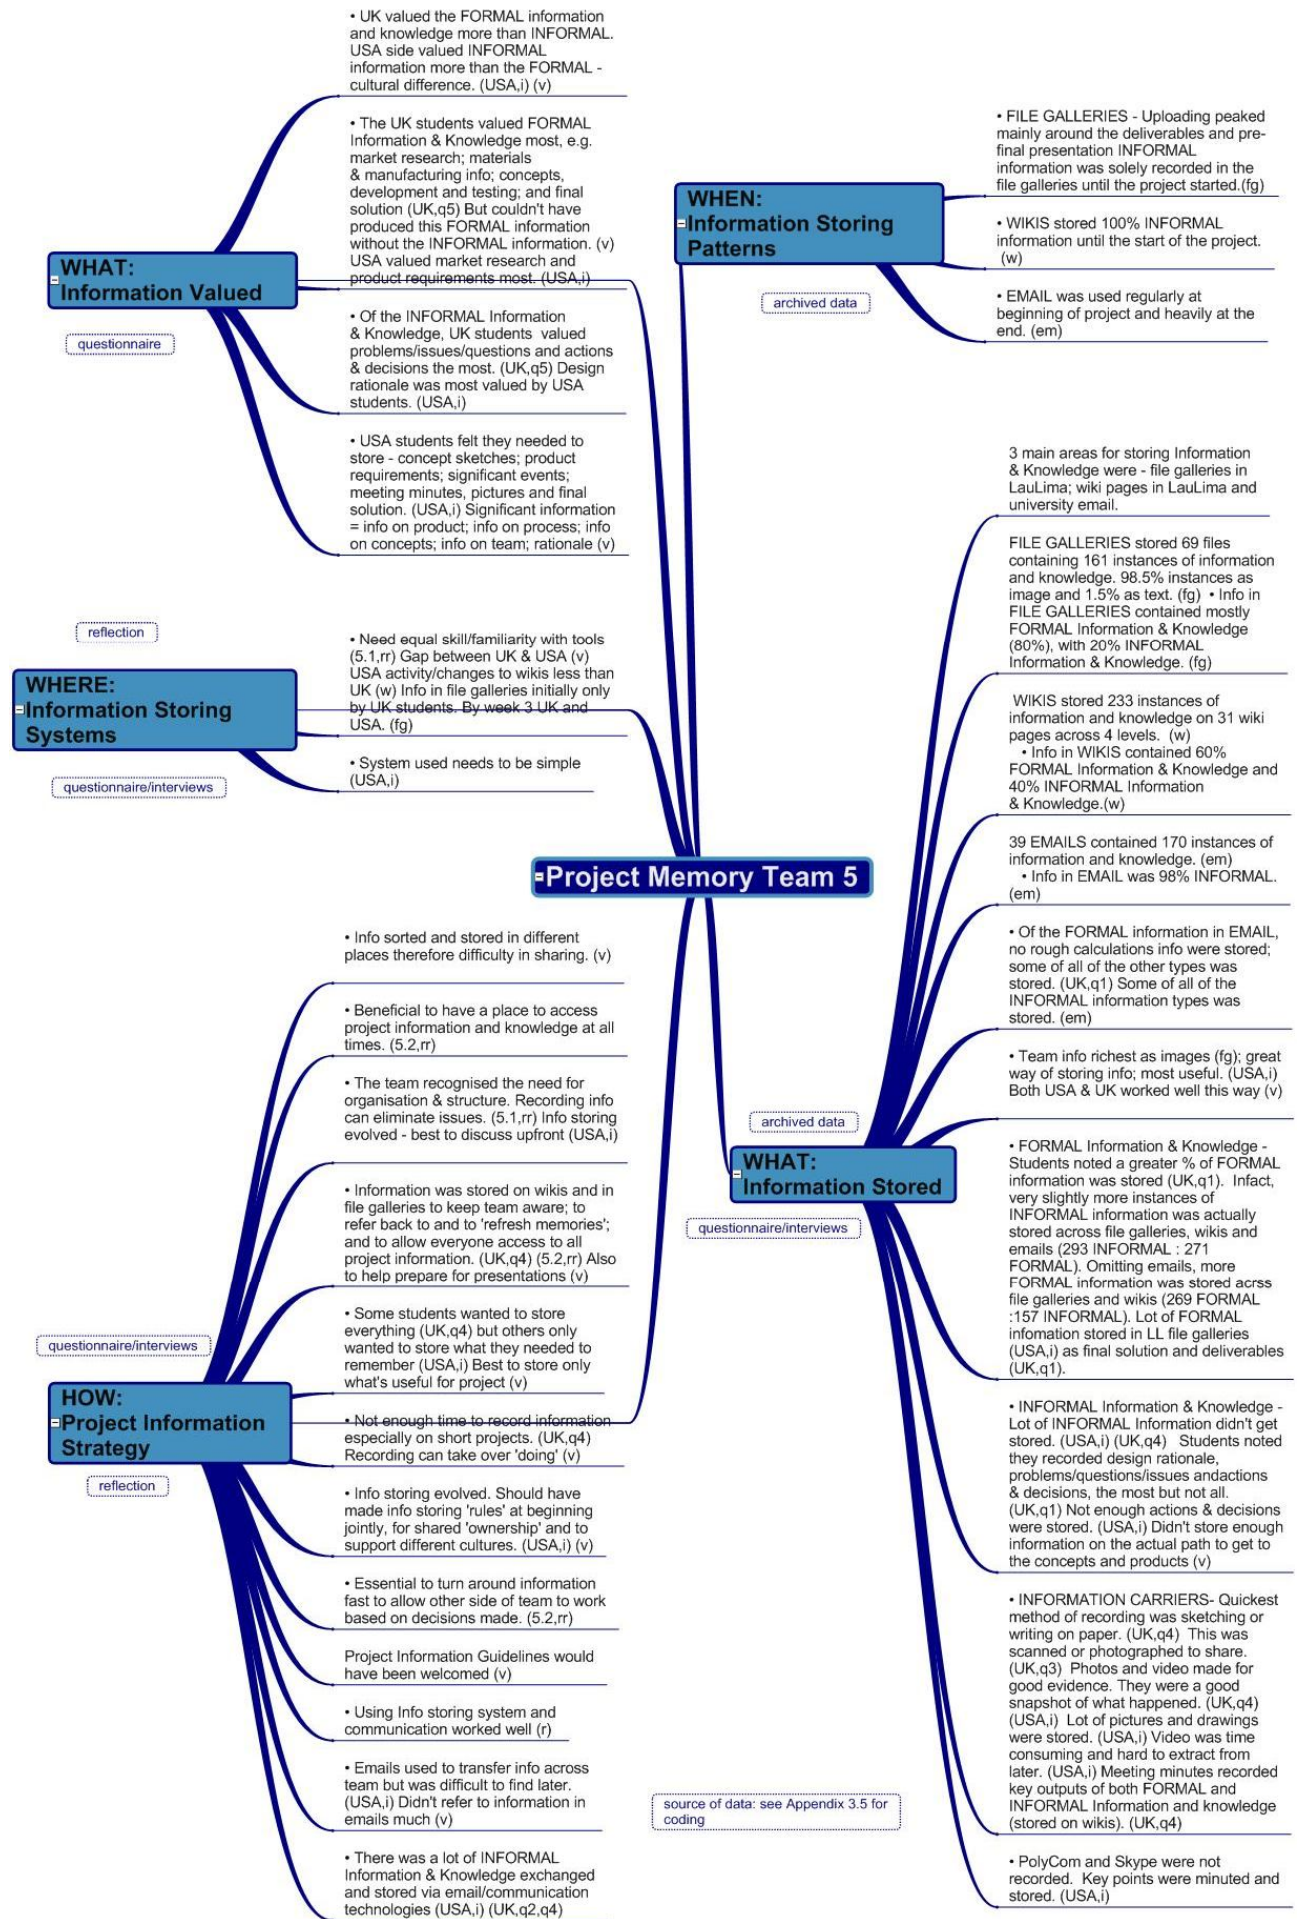 • UK valued the FORMAL information
and knowledge more than INFORMAL.
USA side valued INFORMAL
information more than the FORMAL -
cultural difference. (USA,i) (v)
• The UK students valued FORMAL
Information & Knowledge most, e.g.
market research; materials
& manufacturing info; concepts,
development and testing; and final
solution (UK,q5) But couldn't have
produced this FORMAL information
without the INFORMAL information. (v)
USA valued market research and
product requirements most. (USA,i)
WHAT:
Information Valued
questionnaire
• Of the INFORMAL Information
& Knowledge, UK students valued
problems/issues/questions and actions
& decisions the most. (UK,q5) Design
rationale was most valued by USA
students. (USA,i)
• USA students felt they needed to
store - concept sketches; product
requirements; significant events;
meeting minutes, pictures and final
solution. (USA,i) Significant information
= info on product; info on process; info
on concepts; info on team; rationale (v)
WHEN:
Information Storing
Patterns
archived data
• FILE GALLERIES - Uploading peaked
mainly around the deliverables and pre-
final presentation INFORMAL
information was solely recorded in the
file galleries until the project started.(fg)
• WIKIS stored 100% INFORMAL
information until the start of the project.
(w)
• EMAIL was used regularly at
beginning of project and heavily at the
end. (em)
reflection
WHERE:
Information Storing
Systems
questionnaire/interviews
• Need equal skill/familiarity with tools
(5.1,rr) Gap between UK & USA (v)
USA activity/changes to wikis less than
UK (w) Info in file galleries initially only
by UK students. By week 3 UK and
USA. (fg)
• System used needs to be simple
(USA,i)
Project Memory Team 5
3 main areas for storing Information
& Knowledge were - file galleries in
LauLima; wiki pages in LauLima and
university email.
FILE GALLERIES stored 69 files
containing 161 instances of information
and knowledge. 98.5% instances as
image and 1.5% as text. (fg) • Info in
FILE GALLERIES contained mostly
FORMAL Information & Knowledge
(80%), with 20% INFORMAL
Information & Knowledge. (fg)
WIKIS stored 233 instances of
information and knowledge on 31 wiki
pages across 4 levels. (w)
• Info in WIKIS contained 60%
FORMAL Information & Knowledge and
40% INFORMAL Information
& Knowledge.(w)
39 EMAILS contained 170 instances of
information and knowledge. (em)
• Info in EMAIL was 98% INFORMAL.
(em)
• Of the FORMAL information in EMAIL,
no rough calculations info were stored;
some of all of the other types was
stored. (UK,q1) Some of all of the
INFORMAL information types was
stored. (em)
• Team info richest as images (fg); great
way of storing info; most useful. (USA,i)
Both USA & UK worked well this way (v)
archived data
WHAT:
Information Stored
questionnaire/interviews
• FORMAL Information & Knowledge -
Students noted a greater % of FORMAL
information was stored (UK,q1). Infact,
very slightly more instances of
INFORMAL information was actually
stored across file galleries, wikis and
emails (293 INFORMAL : 271
FORMAL). Omitting emails, more
FORMAL information was stored acrss
file galleries and wikis (269 FORMAL
:157 INFORMAL). Lot of FORMAL
infomation stored in LL file galleries
(USA,i) as final solution and deliverables
(UK,q1).
• INFORMAL Information & Knowledge -
Lot of INFORMAL Information didn't get
stored. (USA,i) (UK,q4) Students noted
they recorded design rationale,
problems/questions/issues andactions
& decisions, the most but not all.
(UK,q1) Not enough actions & decisions
were stored. (USA,i) Didn't store enough
information on the actual path to get to
the concepts and products (v)
• INFORMATION CARRIERS- Quickest
method of recording was sketching or
writing on paper. (UK,q4) This was
scanned or photographed to share.
(UK,q3) Photos and video made for
good evidence. They were a good
snapshot of what happened. (UK,q4)
(USA,i) Lot of pictures and drawings
were stored. (USA,i) Video was time
consuming and hard to extract from
later. (USA,i) Meeting minutes recorded
key outputs of both FORMAL and
INFORMAL Information and knowledge
(stored on wikis). (UK,q4)
• PolyCom and Skype were not
recorded. Key points were minuted and
stored. (USA,i)
• Info sorted and stored in different
places therefore difficulty in sharing. (v)
• Beneficial to have a place to access
project information and knowledge at all
times. (5.2,rr)
• The team recognised the need for
organisation & structure. Recording info
can eliminate issues. (5.1,rr) Info storing
evolved - best to discuss upfront (USA,i)
• Information was stored on wikis and in
file galleries to keep team aware; to
refer back to and to 'refresh memories';
and to allow everyone access to all
project information. (UK,q4) (5.2,rr) Also
to help prepare for presentations (v)
• Some students wanted to store
everything (UK,q4) but others only
wanted to store what they needed to
remember (USA,i) Best to store only
what's useful for project (v)
questionnaire/interviews
HOW:
Project Information
Strategy
reflection
• Not enough time to record information
especially on short projects. (UK,q4)
Recording can take over 'doing' (v)
• Info storing evolved. Should have
made info storing 'rules' at beginning
jointly, for shared 'ownership' and to
support different cultures. (USA,i) (v)
• Essential to turn around information
fast to allow other side of team to work
based on decisions made. (5.2,rr)
Project Information Guidelines would
have been welcomed (v)
• Using Info storing system and
communication worked well (r)
• Emails used to transfer info across
team but was difficult to find later.
(USA,i) Didn't refer to information in
emails much (v)
• There was a lot of INFORMAL
Information & Knowledge exchanged
and stored via email/communication
technologies (USA,i) (UK,q2,q4)
source of data: see Appendix 3.5 for
coding